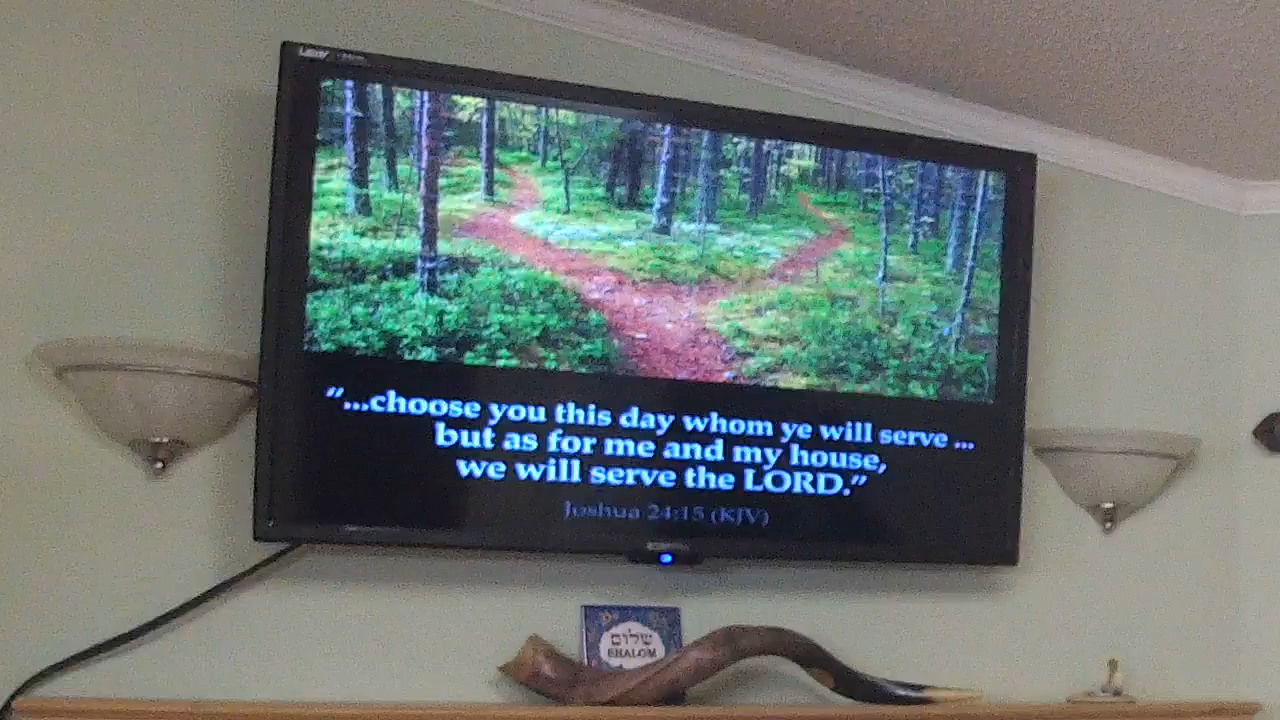 "...choose you this day whom ye will serve ...
but as for me and my house,
we will serve the LORD."
Joshua 24:15 (KJV)
שלום
SHALOM